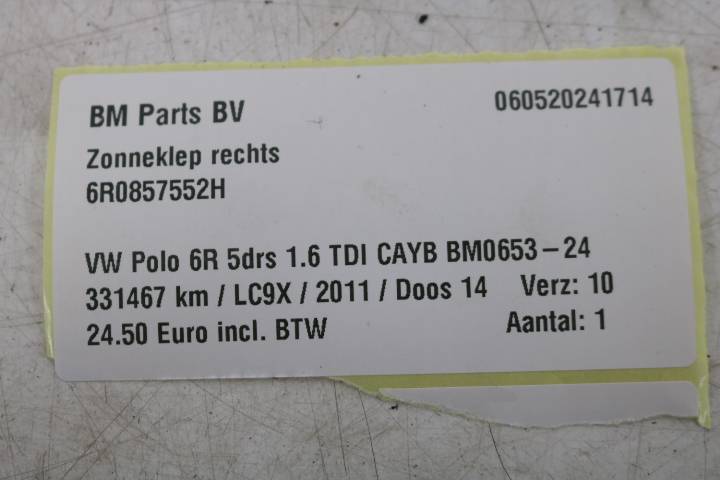 BM Parts BV 060520241714
Zonneklep rechts
6R0857552H
VW Polo 6R 5drs 1.6 TDI CAYB BM0653-24
331467 km / LC9X / 2011 / Doos 14 Verz: 10
24.50 Euro incl. BTW Aantal: 1